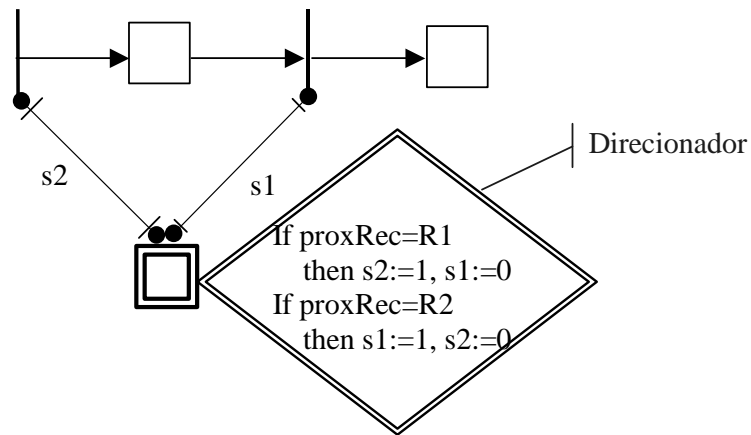 Direcionador
s2
s1
If proxRec=R1
then s2:=1, s1:=0
If proxRec=R2
then s1:=1, s2:=0